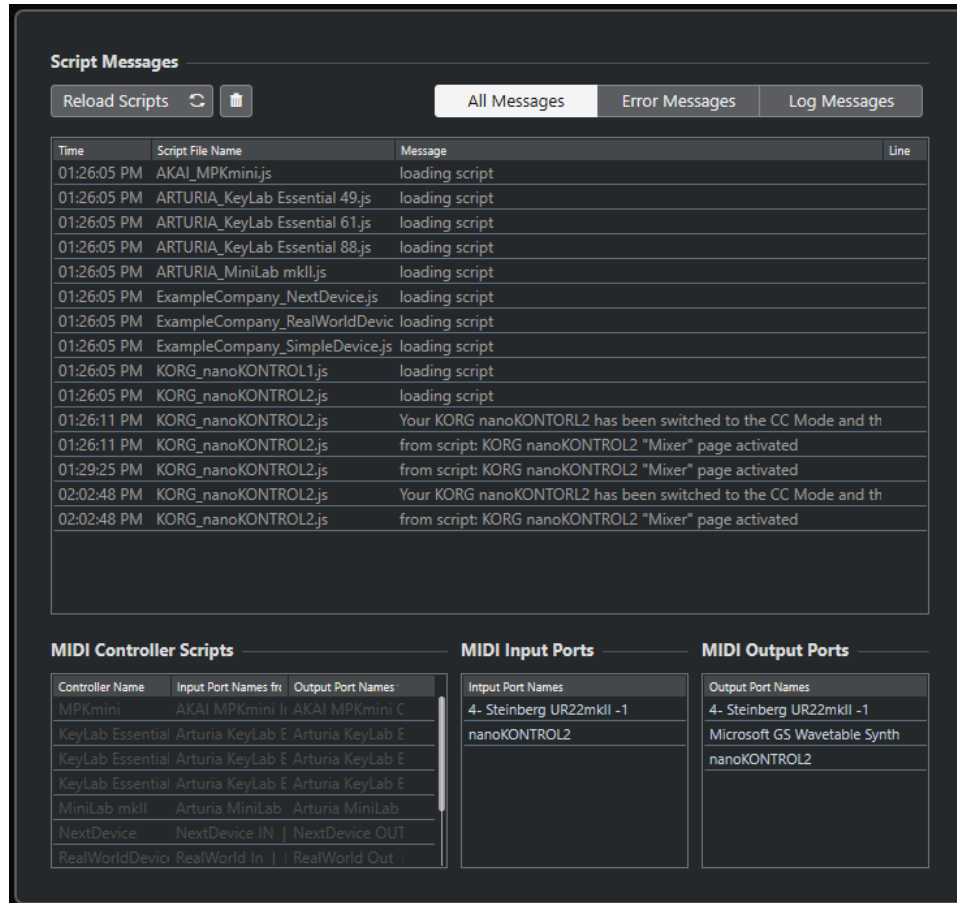 Script Messages
Reload Scripts
All Messages Error Messages Log Messages
Time Script File Name Message Line
01:26:05 PM AKAI_MPKmini.js loading script
01:26:05 PM ARTURIA_KeyLab Essential 49.js loading script
01:26:05 PM ARTURIA_KeyLab Essential 61.js loading script
01:26:05 PM ARTURIA_KeyLab Essential 88.js loading script
01:26:05 PM ARTURIA_MiniLab mkII.js loading script
01:26:05 PM ExampleCompany_NextDevice.js loading script
01:26:05 PM ExampleCompany_RealWorldDevic loading script
01:26:05 PM ExampleCompany_SimpleDevice.js loading script
01:26:05 PM KORG_nanoKONTROL1.js loading script
01:26:05 PM KORG_nanoKONTROL2.js loading script
01:26:11 PM KORG_nanoKONTROL2.js Your KORG nanoKONTORL2 has been switched to the CC Mode and th
01:26:11 PM KORG_nanoKONTROL2.js from script: KORG nanoKONTROL2 "Mixer" page activated
01:29:25 PM KORG_nanoKONTROL2.js from script: KORG nanoKONTROL2 "Mixer" page activated
02:02:48 PM KORG_nanoKONTROL2.js Your KORG nanoKONTORL2 has been switched to the CC Mode and th
02:02:48 PM KORG_nanoKONTROL2.js from script: KORG nanoKONTROL2 "Mixer" page activated
MIDI Controller Scripts MIDI Input Ports MIDI Output Ports
Controller Name Input Port Names fr Output Port Names Intput Port Names Output Port Names
MPKmini AKAI MPKmini I AKAI MPKmini C 4- Steinberg UR22mkII -1 4- Steinberg UR22mkII -1
KeyLab Essential Arturia KeyLab E Arturia KeyLab E nanoKONTROL2 Microsoft GS Wavetable Synth
KeyLab Essential Arturia KeyLab E Arturia KeyLab E nanoKONTROL2
KeyLab Essential Arturia KeyLab E Arturia KeyLab E
MiniLab mkII Arturia MiniLab Arturia MiniLab
NextDevice NextDevice IN | NextDevice OUT
RealWorldDevic RealWorld In | RealWorld Out